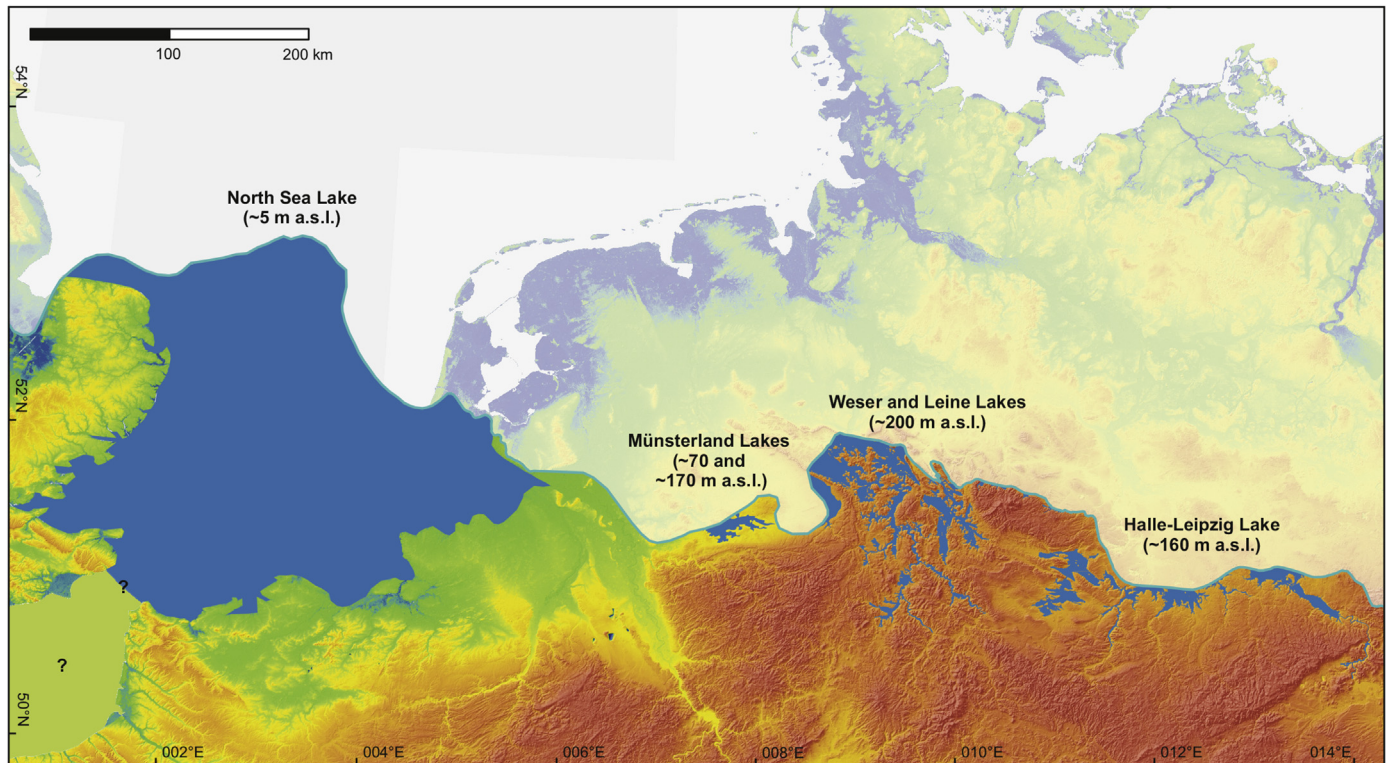 100
200 km
54°N
North Sea Lake
(~5 m a.s.l.)
52°N
Weser and Leine Lakes
(~200 m a.s.l.)
Münsterland Lakes
(~70 and
~170 m a.s.l.)
Halle-Leipzig Lake
(~160 m a.s.l.)
?
?
50°N
002°E
004°E
006°E
008°E
010°E
012°E
014°E